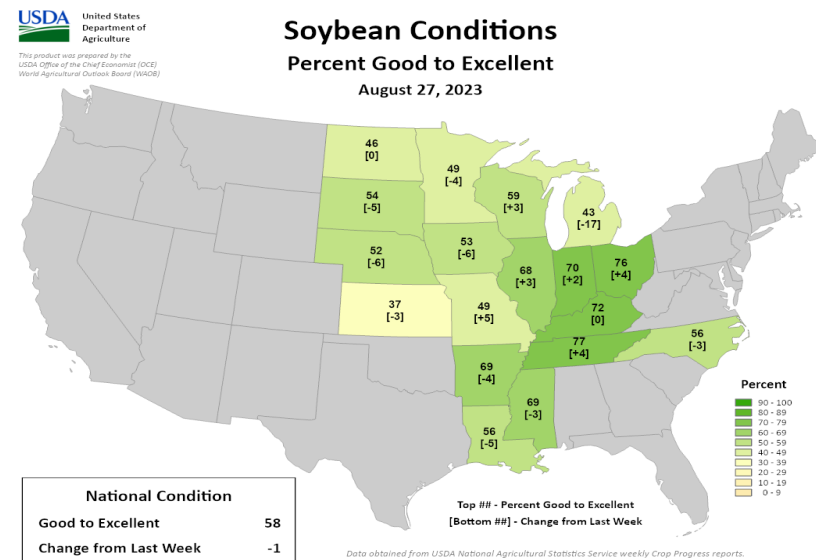 USDA
United States
Department of
Agriculture
This product was prepared by the
USDA Office of the Chief Economist (OCE)
World Agricultural Outlook Board (WAOB)
Soybean Conditions
Percent Good to Excellent
August 27, 2023
46
[0]
49
[-4]
54
[-5]
59
[+3]
43
[-17]
52
[-6]
53
[-6]
68
[+3]
70
[+2]
76
[+4]
37
[-3]
49
[+5]
72
[0]
77
[+4]
56
[-3]
69
[-4]
69
[-3]
56
[-5]
Percent
90 - 100
80 - 89
70 - 79
60 - 69
50 - 59
40 - 49
30 - 39
20 - 29
10 - 19
0 - 9
National Condition
Good to Excellent 58
Change from Last Week -1
Top ## - Percent Good to Excellent
[Bottom ##] - Change from Last Week
Data obtained from USDA National Agricultural Statistics Service weekly Crop Progress reports.